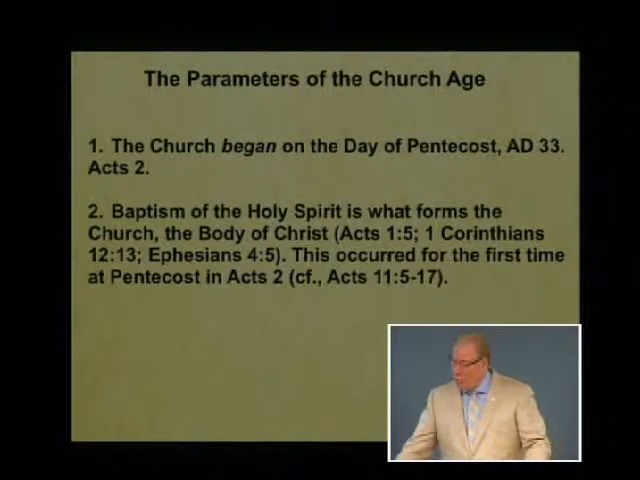 The Parameters of the Church Age
1. The Church began on the Day of Pentecost, AD 33.
Acts 2.
2. Baptism of the Holy Spirit is what forms the
Church, the Body of Christ (Acts 1:5; 1 Corinthians
12:13; Ephesians 4:5). This occurred for the first time
at Pentecost in Acts 2 (cf., Acts 11:5-17).